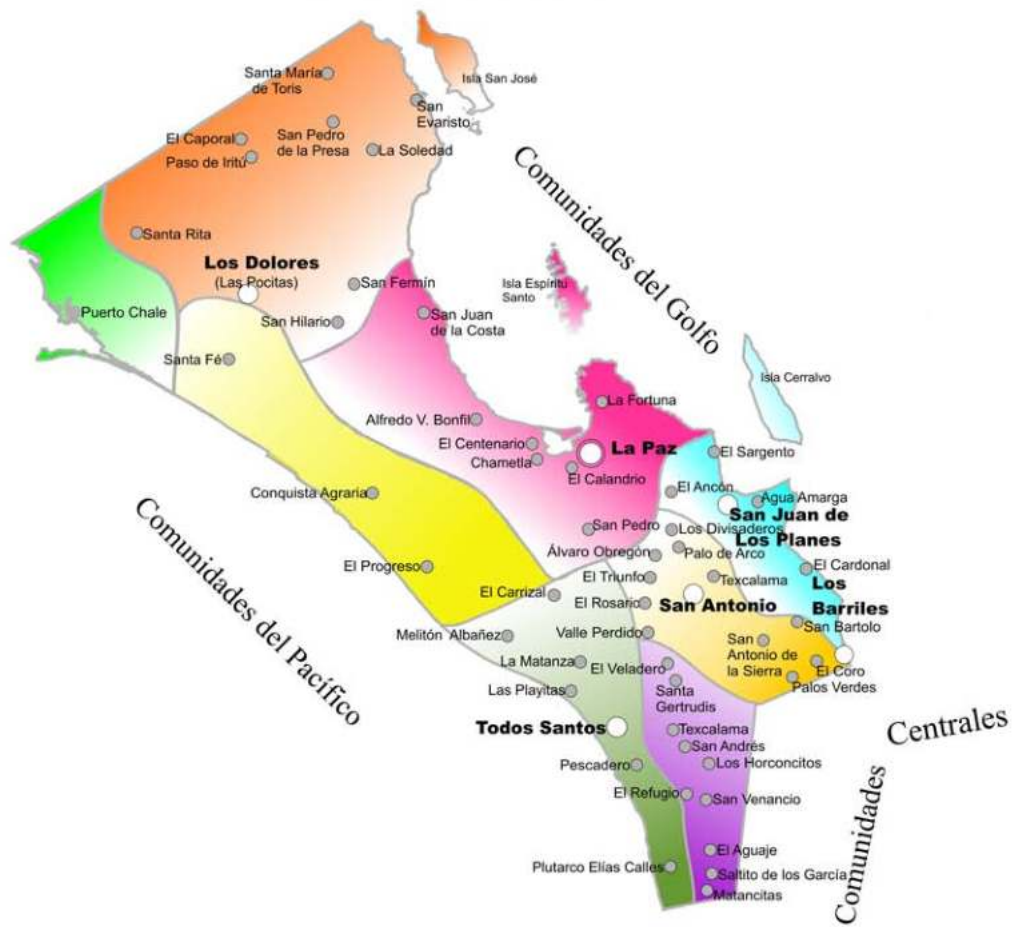 Isla San José
Santa María
de Toris
San
Evaristo
El Caporal
San Pedro
de la Presa
La Soledad
Paso de Iritú
Comunidades del Golfo
Santa Rita
Los Dolores
(Las Pocitas)
San Fermín
Isla Espíritu
Santo
Puerto Chale
San Hilario
San Juan
de la Costa
Santa Fé
Isla Cerralvo
La Fortuna
Alfredo V. Bonfil
El Centenario
La Paz
El Sargento
Chametla
El Calandrio
El Ancón
Conquista Agraria
Agua Amarga
San Juan de
Los Planes
Comunidades del Pacífico
San Pedro
Los Divisaderos
Álvaro Obregón
Palo de Arco
El Progreso
El Cardonal
El Triunfo
Texcalama
Los
Barriles
El Carrizal
El Rosario
San Antonio
San Bartolo
Melitón Albañez
Valle Perdido
San
Antonio de
la Sierra
La Matanza
El Veladero
El Coro
Santa
Gertrudis
Palos Verdes
Las Playitas
Todos Santos
Texcalama
San Andrés
Centrales
Pescadero
Los Horconcitos
El Refugio
San Venancio
Comunidades
El Aguaje
Plutarco Elías Calles
Saltito de los García
Matancitas